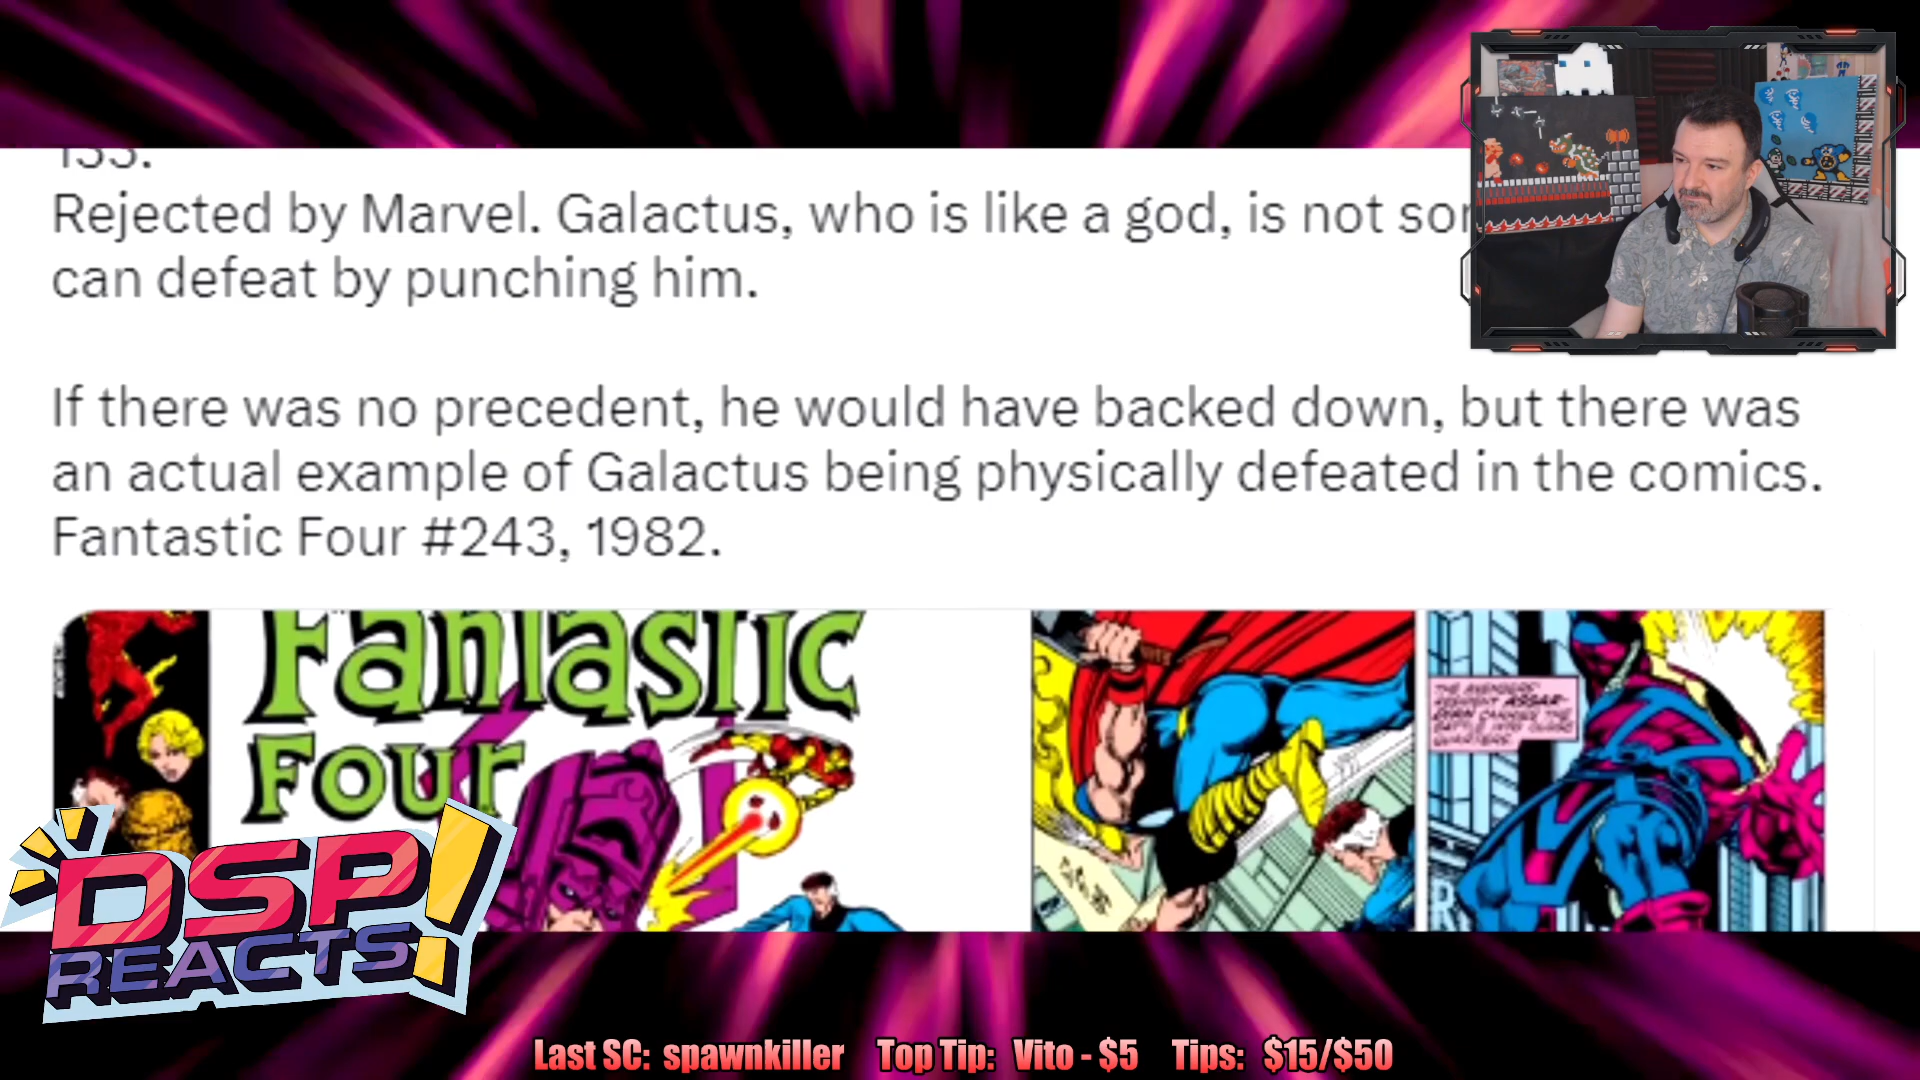 133.
Rejected by Marvel. Galactus, who is like a god, is not
can defeat by punching him.
If there was no precedent, he would have backed down, but there was
an actual example of Galactus being physically defeated in the comics.
Fantastic Four #243, 1982.
Fantastic
Four
THE AVENGERS'
DSP
REACTS!
Last SC: spawnkiller Top Tip: Vito - $5 Tips: $15/$50